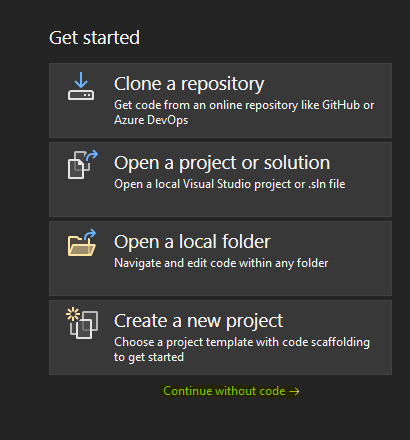 Get started
Clone a repository
Get code from an online repository like GitHub or
Azure DevOps
Open a project or solution
Open a local Visual Studio project or .sln file
Open a local folder
Navigate and edit code within any folder
Create a new project
Choose a project template with code scaffolding
to get started
Continue without code →